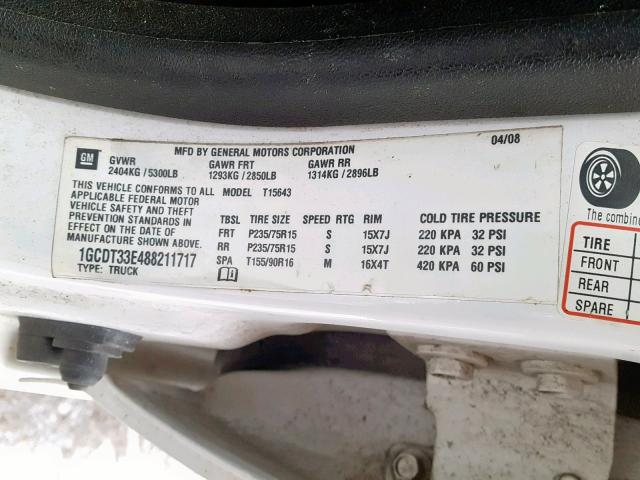 MFD BY GENERAL MOTORS CORPORATION 04/08
GM GVWR GAWR FRT GAWR RR
2404KG / 5300LB 1293KG / 2850LB 1314KG / 2896LB
THIS VEHICLE CONFORMS TO ALL MODEL T15643
APPLICABLE FEDERAL MOTOR
VEHICLE SAFETY AND THEFT
PREVENTION STANDARDS IN
EFFECT ON THE DATE OF
MANUFACTURE SHOWN ABOVE.
TBSL TIRE SIZE SPEED RTG RIM COLD TIRE PRESSURE
FRT P235/75R15 S 15X7J 220 KPA 32 PSI
RR P235/75R15 S 15X7J 220 KPA 32 PSI
SPA T155/90R16 M 16X4T 420 KPA 60 PSI
1GCDT33E488211717
TYPE: TRUCK
The combine
TIRE
FRONT
REAR
SPARE